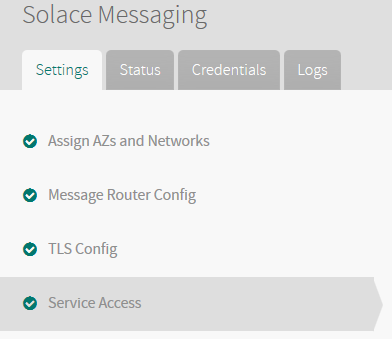 Solace Messaging
Settings Status Credentials Logs
Assign AZs and Networks
Message Router Config
TLS Config
Service Access